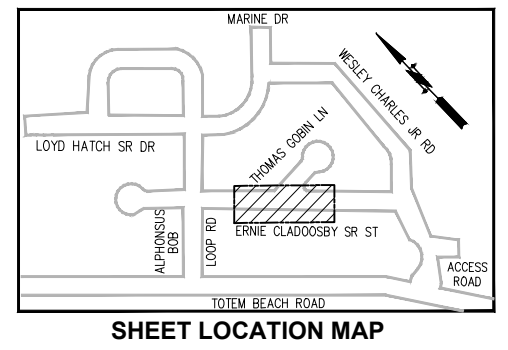 MARINE DR
WESLEY CHARLES JR RD
THOMAS GOBIN LN
LOYD HATCH SR DR
ALPHONSUS
BOB
LOOP RD
ERNIE CLADOOSBY SR ST
ACCESS
ROAD
TOTEM BEACH ROAD
SHEET LOCATION MAP